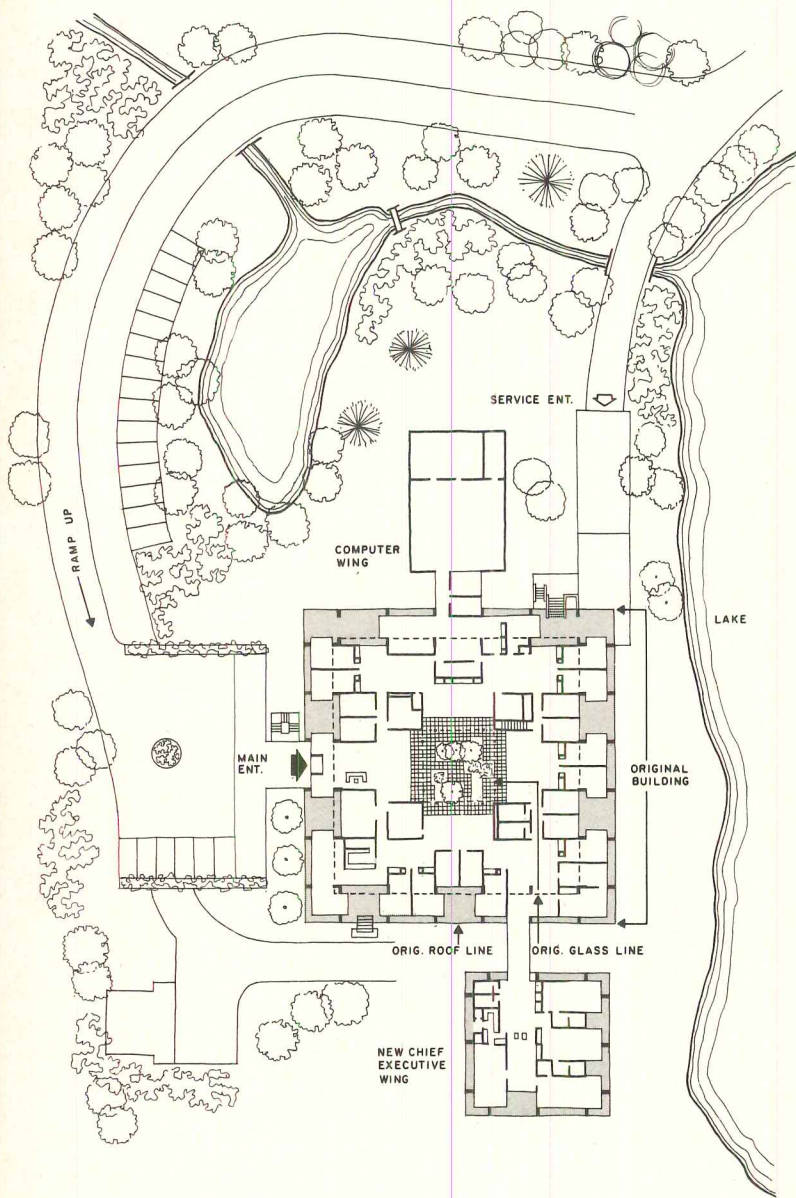 SERVICE ENT.
RAMP UP
COMPUTER
WING
LAKE
MAIN
ENT.
ORIGINAL
BUILDING
ORIG. ROOF LINE
ORIG. GLASS LINE
NEW CHIEF
EXECUTIVE
WING